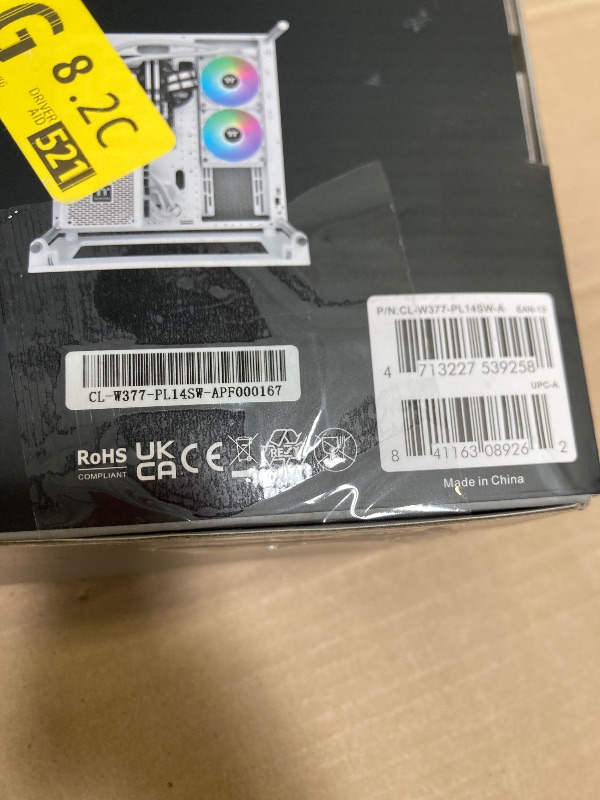 G
8.2C
DRIVER
AID
521
P/N:CL-W377-PL14SW-A EAN-13
4 713227 539258
UPC-A
8 41163 08926 2
CL-W377-PL14SW-APF000167
RoHS
COMPLIANT
UK
CA
CE
Made in China